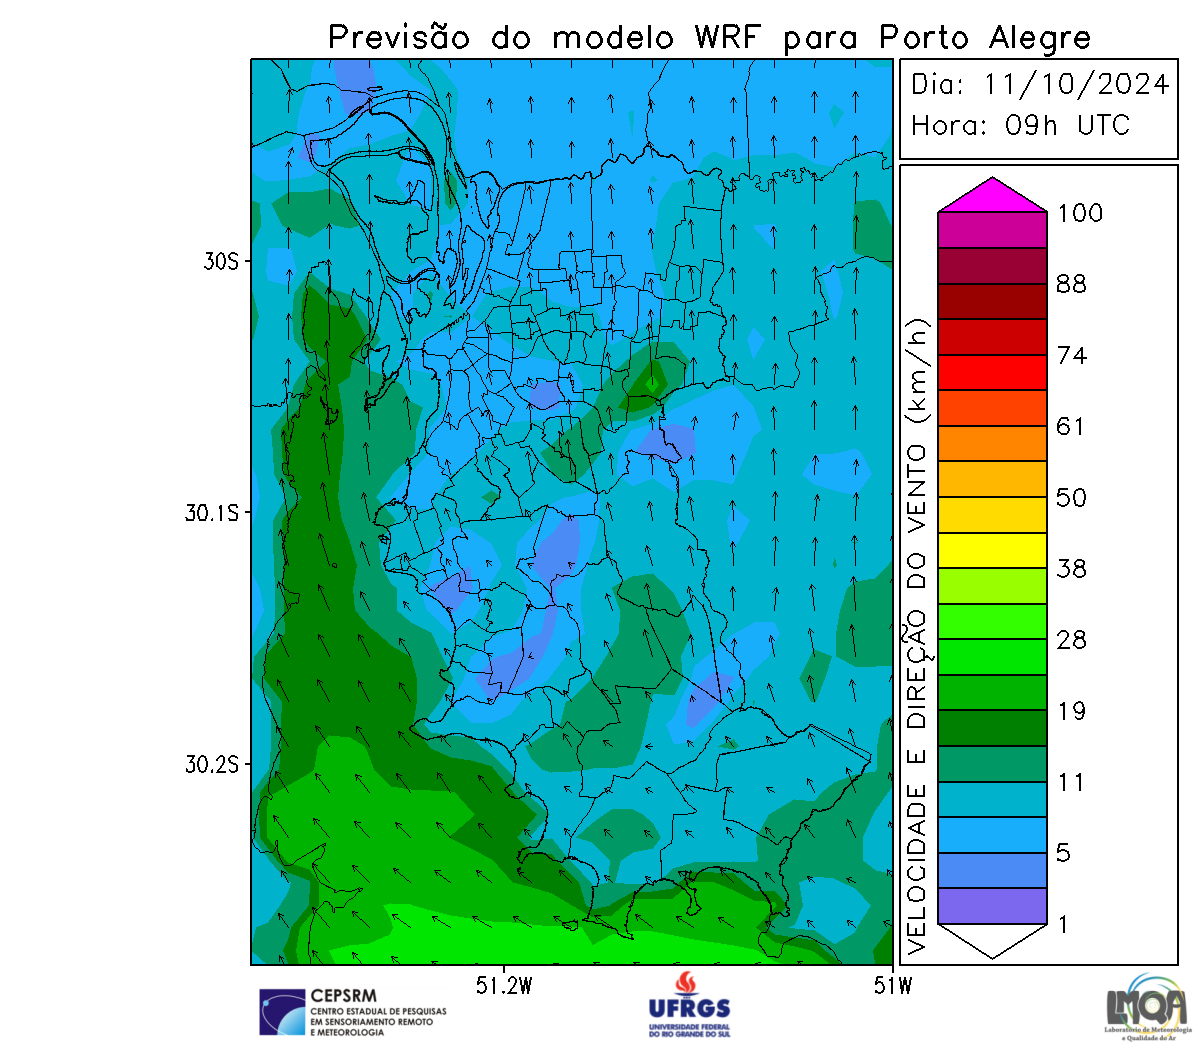 Previsão do modelo WRF para Porto Alegre
Dia: 11/10/2024
Hora: 09h UTC
30S
30.1S
30.2S
51.2W
51W
VELOCIDADE E DIREÇÃO DO VENTO (km/h)
100
88
74
61
50
38
28
19
11
5
1
CEPSRM
CENTRO ESTADUAL DE PESQUISAS
EM SENSORIAMENTO REMOTO
E METEOROLOGIA
UFRGS
UNIVERSIDADE FEDERAL
DO RIO GRANDE DO SUL
LMQA
Laboratório de Meteorologia
e Qualidade do Ar